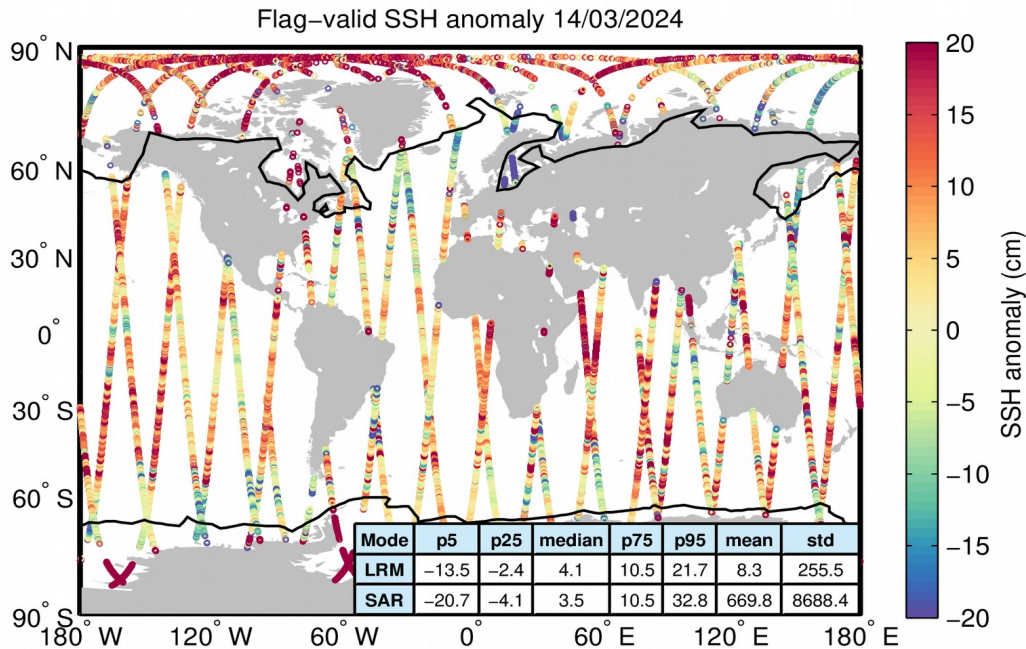 Flag−valid SSH anomaly 14/03/2024
90° N
60° N
30° N
0°
30° S
60° S
90° S
180° W 120° W 60° W 0° 60° E 120° E 180° E
Mode p5 p25 median p75 p95 mean std
LRM −13.5 −2.4 4.1 10.5 21.7 8.3 255.5
SAR −20.7 −4.1 3.5 10.5 32.8 669.8 8688.4
20
15
10
5
0
−5
−10
−15
−20
SSH anomaly (cm)